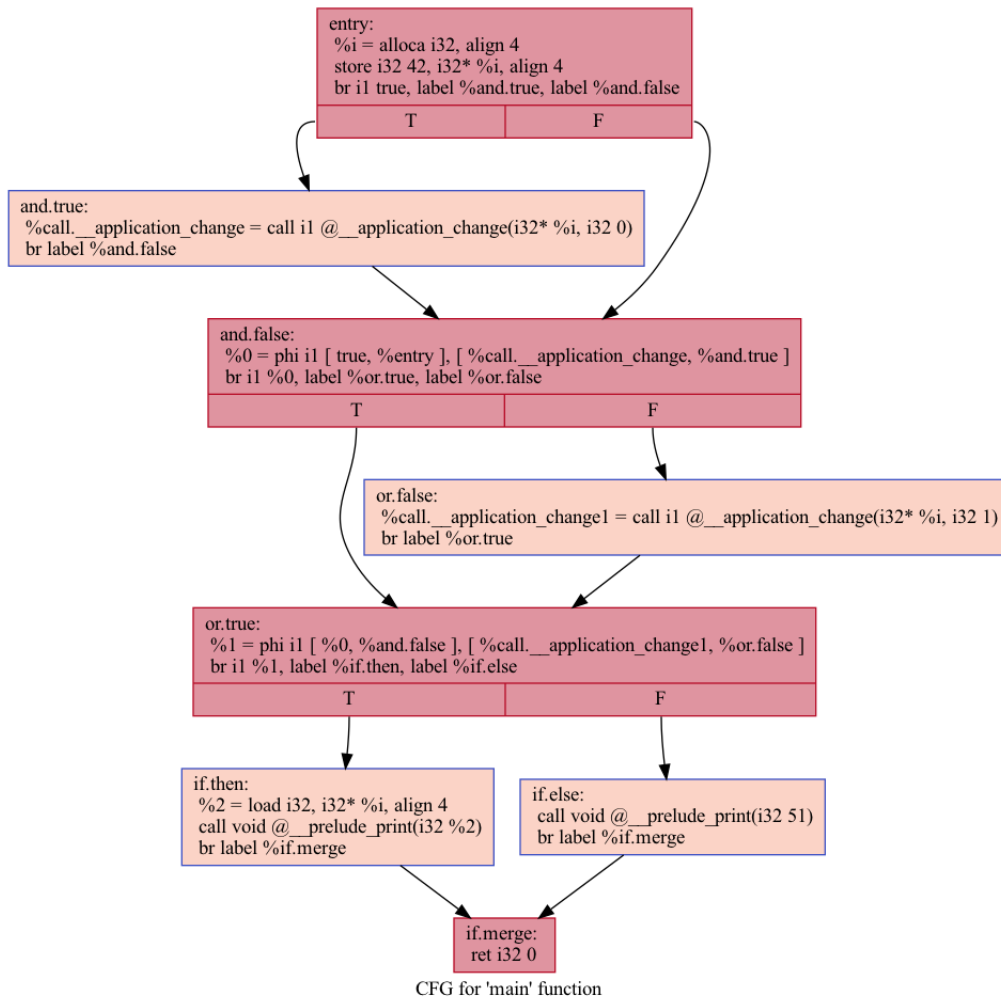 entry:
%i = alloca i32, align 4
store i32 42, i32* %i, align 4
br i1 true, label %and.true, label %and.false
T F
and.true:
%call.__application_change = call i1 @__application_change(i32* %i, i32 0)
br label %and.false
and.false:
%0 = phi i1 [ true, %entry ], [ %call.__application_change, %and.true ]
br i1 %0, label %or.true, label %or.false
T F
or.false:
%call.__application_change1 = call i1 @__application_change(i32* %i, i32 1)
br label %or.true
or.true:
%1 = phi i1 [ %0, %and.false ], [ %call.__application_change1, %or.false ]
br i1 %1, label %if.then, label %if.else
T F
if.then:
%2 = load i32, i32* %i, align 4
call void @__prelude_print(i32 %2)
br label %if.merge
if.else:
call void @__prelude_print(i32 51)
br label %if.merge
if.merge:
ret i32 0
CFG for 'main' function